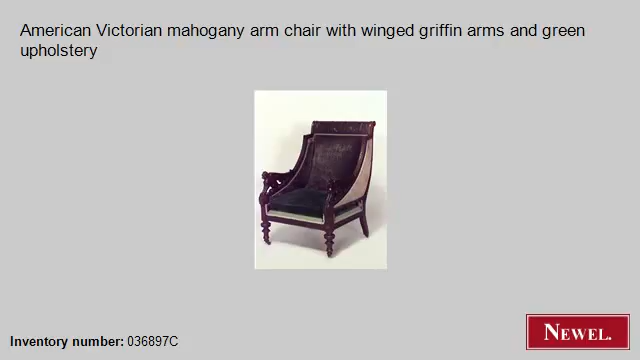 American Victorian mahogany arm chair with winged griffin arms and green
upholstery
Inventory number: 036897C
NEWEL.